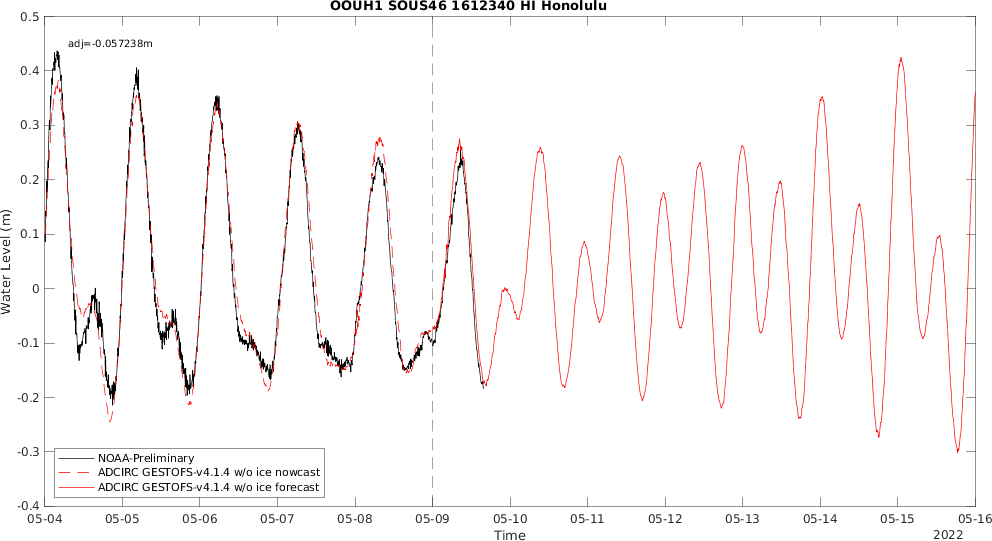 OOUH1 SOUS46 1612340 HI Honolulu
adj=-0.057238m
0.5
0.4
0.3
0.2
0.1
0
-0.1
-0.2
-0.3
-0.4
Water Level (m)
NOAA-Preliminary
ADCIRC GESTOFS-v4.1.4 w/o ice nowcast
ADCIRC GESTOFS-v4.1.4 w/o ice forecast
05-04 05-05 05-06 05-07 05-08 05-09 05-10 05-11 05-12 05-13 05-14 05-15 05-16
Time
2022